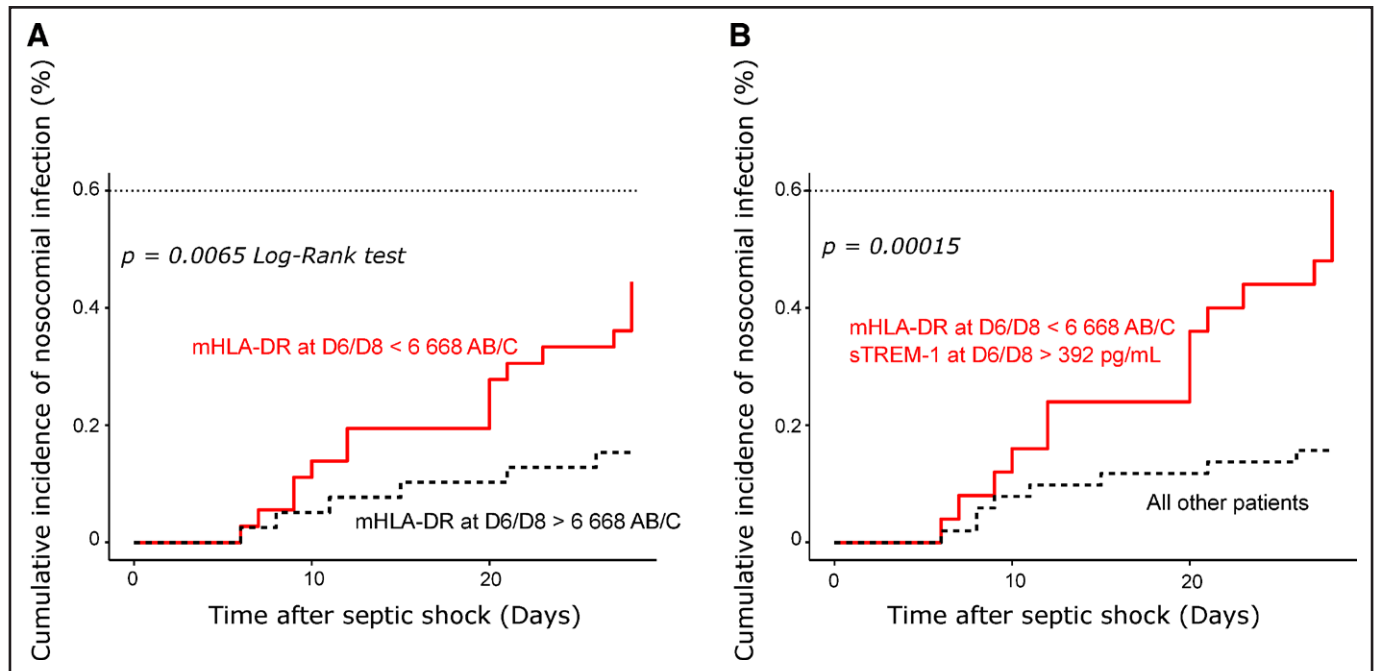 A
Cumulative incidence of nosocomial infection (%)
0.6
p = 0.0065 Log-Rank test
0.4
mHLA-DR at D6/D8 < 6 668 AB/C
0.2
mHLA-DR at D6/D8 > 6 668 AB/C
0
0
10
20
Time after septic shock (Days)
B
Cumulative incidence of nosocomial infection (%)
0.6
p = 0.00015
0.4
mHLA-DR at D6/D8 < 6 668 AB/C
sTREM-1 at D6/D8 > 392 pg/mL
0.2
All other patients
0
0
10
20
Time after septic shock (Days)